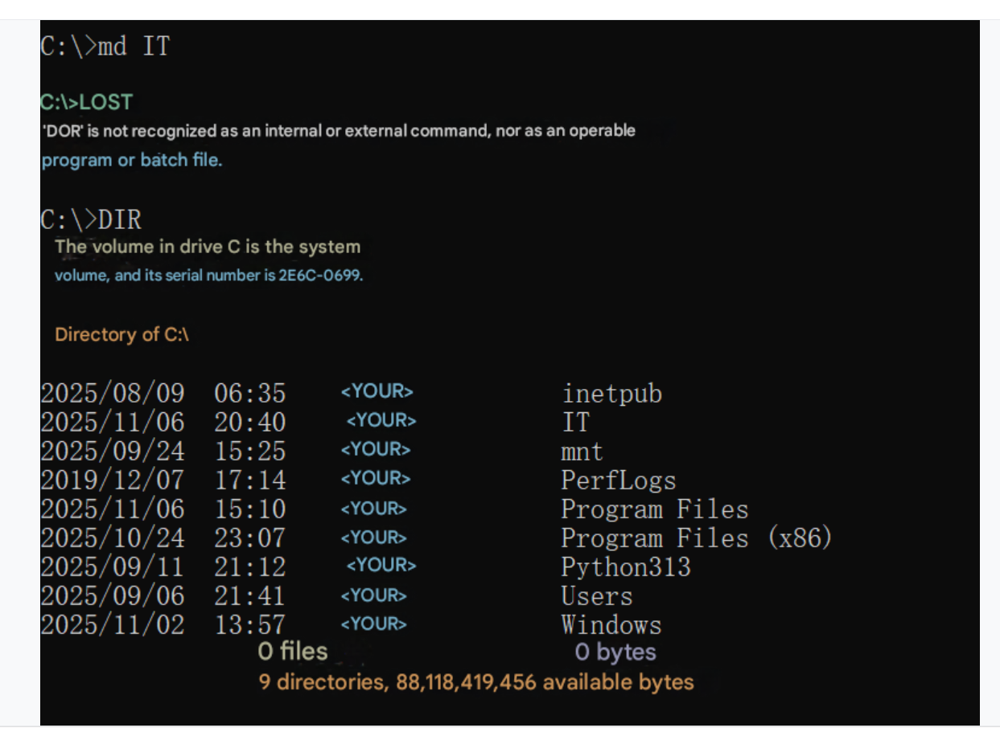 C:\>md IT
C:\>LOST
'DOR' is not recognized as an internal or external command, nor as an operable
program or batch file.
C:\>DIR
The volume in drive C is the system
volume, and its serial number is 2E6C-0699.
Directory of C:\
2025/08/09 06:35 <YOUR> inetpub
2025/11/06 20:40 <YOUR> IT
2025/09/24 15:25 <YOUR> mnt
2019/12/07 17:14 <YOUR> PerfLogs
2025/11/06 15:10 <YOUR> Program Files
2025/10/24 23:07 <YOUR> Program Files (x86)
2025/09/11 21:12 <YOUR> Python313
2025/09/06 21:41 <YOUR> Users
2025/11/02 13:57 <YOUR> Windows
0 files 0 bytes
9 directories, 88,118,419,456 available bytes